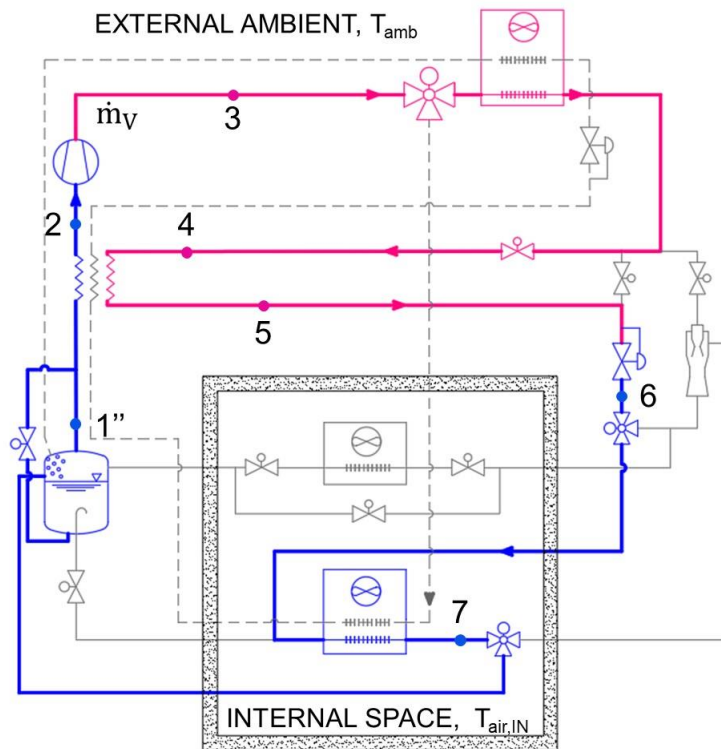 EXTERNAL AMBIENT, Tamb
ṁV
3
2
4
5
6
1”
7
INTERNAL SPACE, Tair,IN